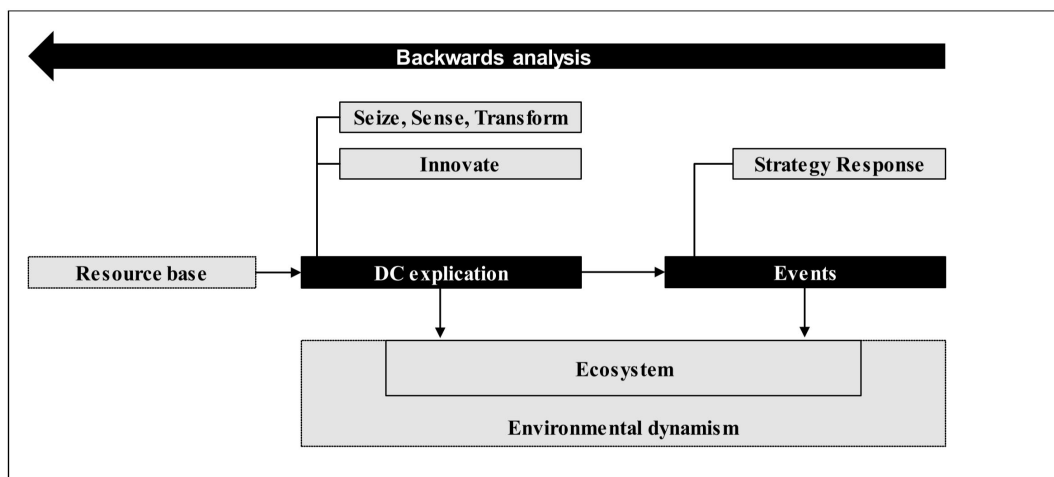 Backwards analysis
Seize, Sense, Transform
Innovate
Strategy Response
Resource base
DC explication
Events
Ecosystem
Environmental dynamism